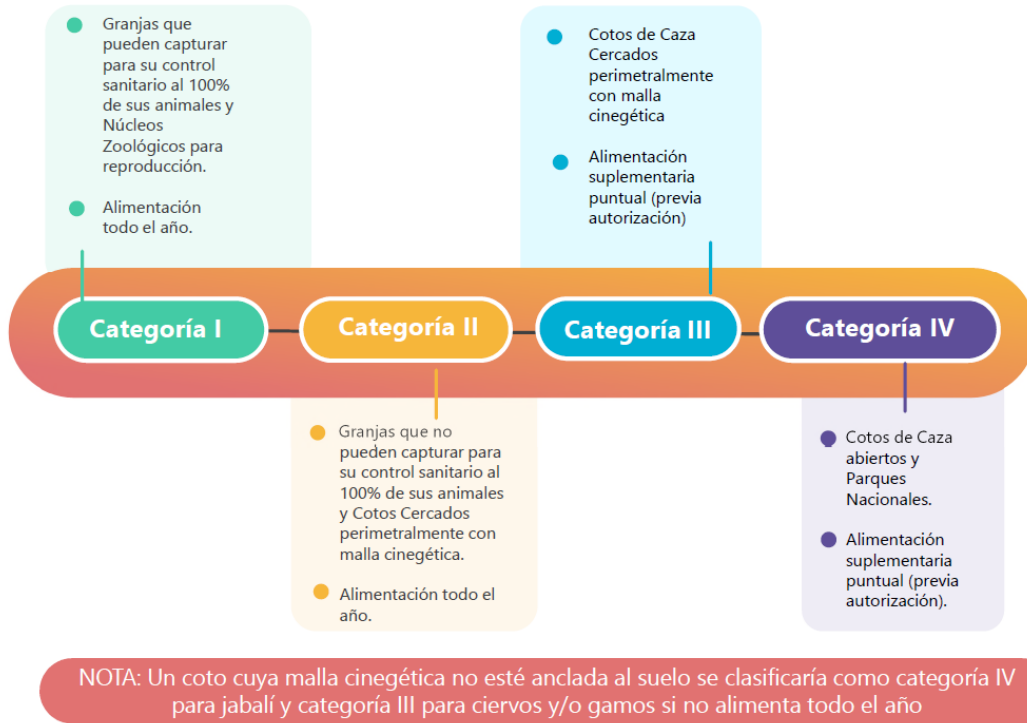 Granjas que
pueden capturar
para su control
sanitario al 100%
de sus animales y
Núcleos
Zoológicos para
reproducción.
Alimentación
todo el año.
Cotos de Caza
Cercados
perimetralmente
con malla
cinegética
Alimentación
suplementaria
puntual (previa
autorización)
Categoría I
Categoría II
Categoría III
Categoría IV
Granjas que no
pueden capturar para
su control sanitario al
100% de sus animales
y Cotos Cercados
perimetralmente con
malla cinegética.
Alimentación todo el
año.
Cotos de Caza
abiertos y
Parques
Nacionales.
Alimentación
suplementaria
puntual (previa
autorización).
NOTA: Un coto cuya malla cinegética no esté anclada al suelo se clasificaría como categoría IV
para jabalí y categoría III para ciervos y/o gamos si no alimenta todo el año